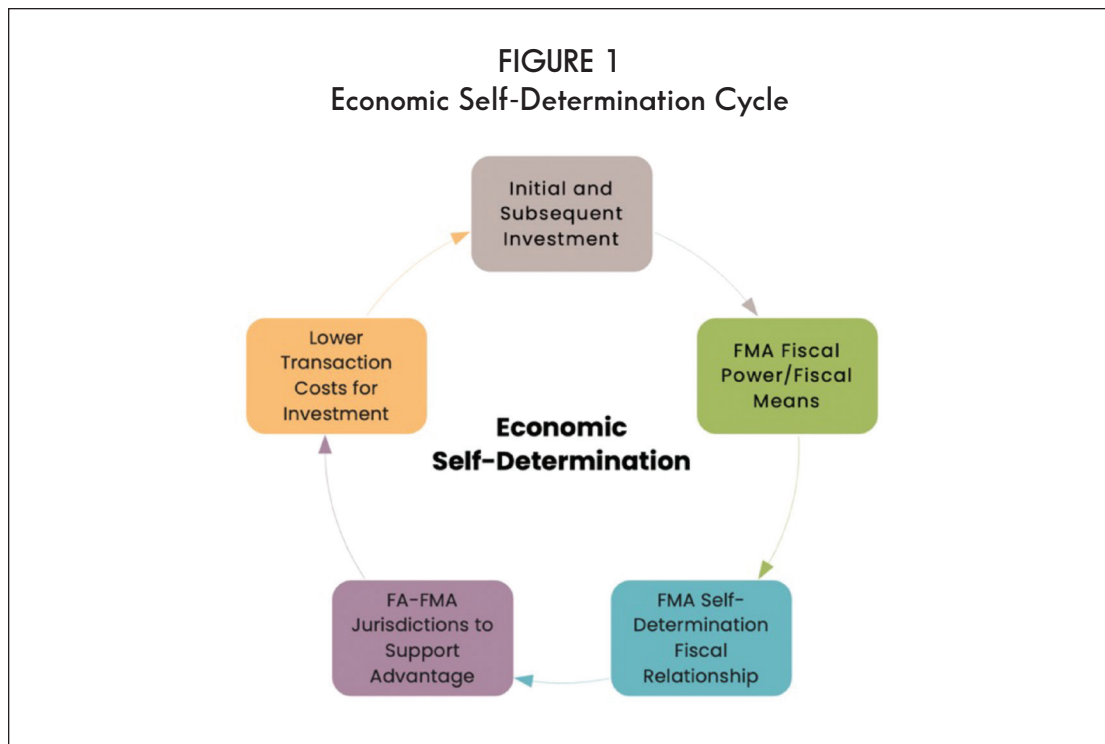 FIGURE 1
Economic Self-Determination Cycle
Initial and
Subsequent
Investment
FMA Fiscal
Power/Fiscal
Means
FMA Self-
Determination
Fiscal
Relationship
FA-FMA
Jurisdictions to
Support
Advantage
Lower
Transaction
Costs for
Investment
Economic
Self-Determination